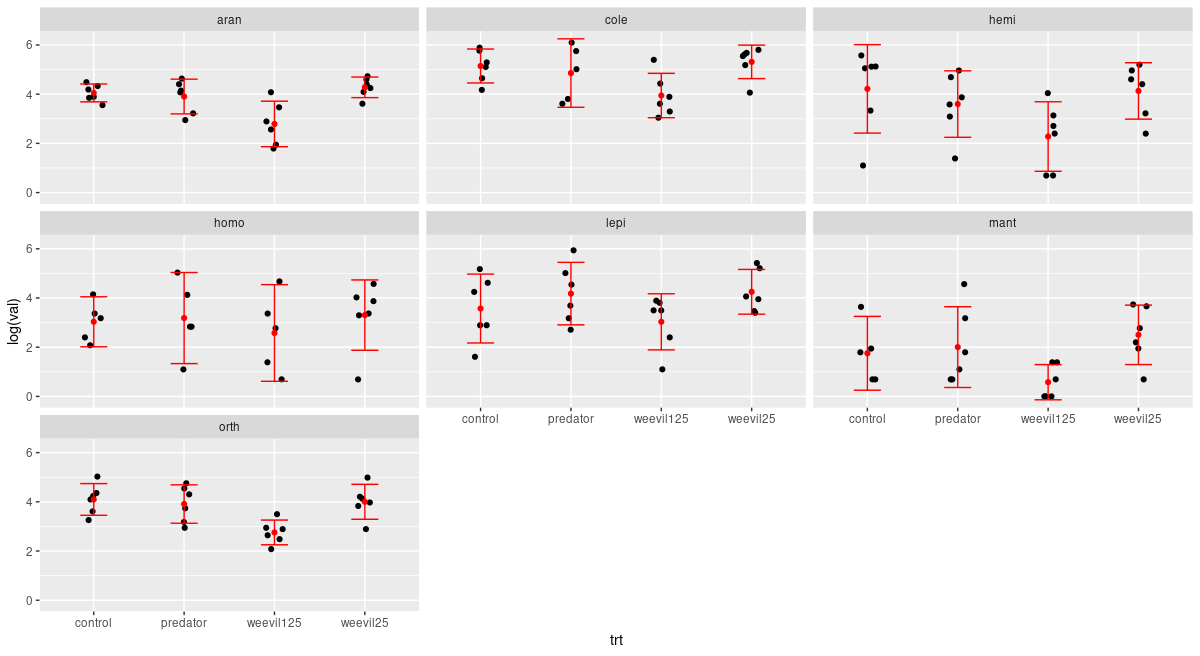 aran cole hemi
6
4
2
0
homo lepi mant
6
4
2
0
control predator weevil125 weevil25 control predator weevil125 weevil25
orth
6
4
2
0
control predator weevil125 weevil25
log(val)
trt